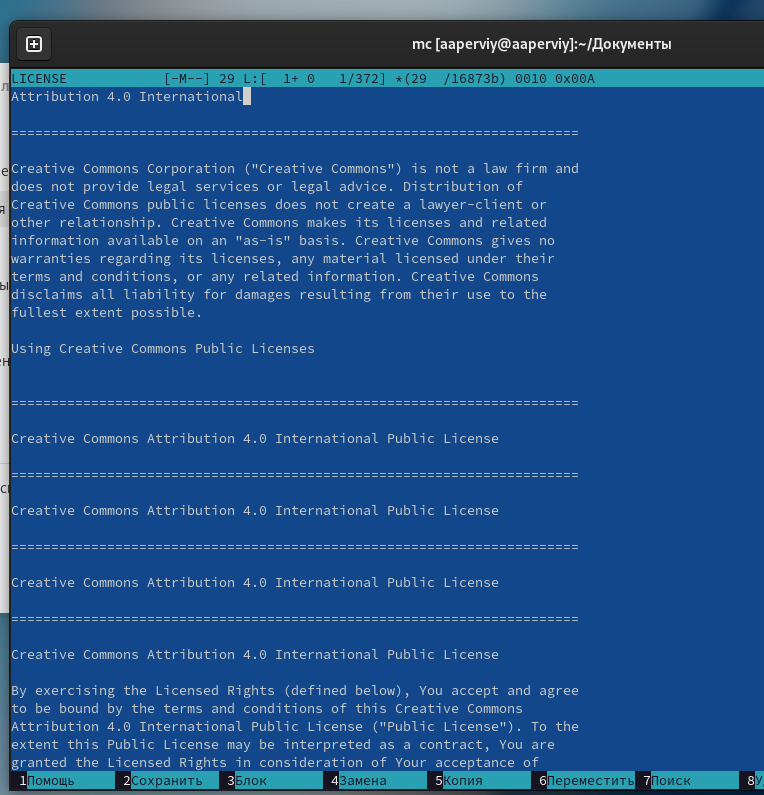 mc [aaperviy@aaperviy]:~/Документы
LICENSE            [-M--] 29 L:[  1+ 0   1/372] *(29  /16873b) 0010 0x00A
Attribution 4.0 International
=======================================================================
Creative Commons Corporation ("Creative Commons") is not a law firm and
does not provide legal services or legal advice. Distribution of
Creative Commons public licenses does not create a lawyer-client or
other relationship. Creative Commons makes its licenses and related
information available on an "as-is" basis. Creative Commons gives no
warranties regarding its licenses, any material licensed under their
terms and conditions, or any related information. Creative Commons
disclaims all liability for damages resulting from their use to the
fullest extent possible.
Using Creative Commons Public Licenses
=======================================================================
Creative Commons Attribution 4.0 International Public License
=======================================================================
Creative Commons Attribution 4.0 International Public License
=======================================================================
Creative Commons Attribution 4.0 International Public License
=======================================================================
Creative Commons Attribution 4.0 International Public License
By exercising the Licensed Rights (defined below), You accept and agree
to be bound by the terms and conditions of this Creative Commons
Attribution 4.0 International Public License ("Public License"). To the
extent this Public License may be interpreted as a contract, You are
granted the Licensed Rights in consideration of Your acceptance of
1Помощь 2Сохранить 3Блок 4Замена 5Копия 6Переместить 7Поиск 8У